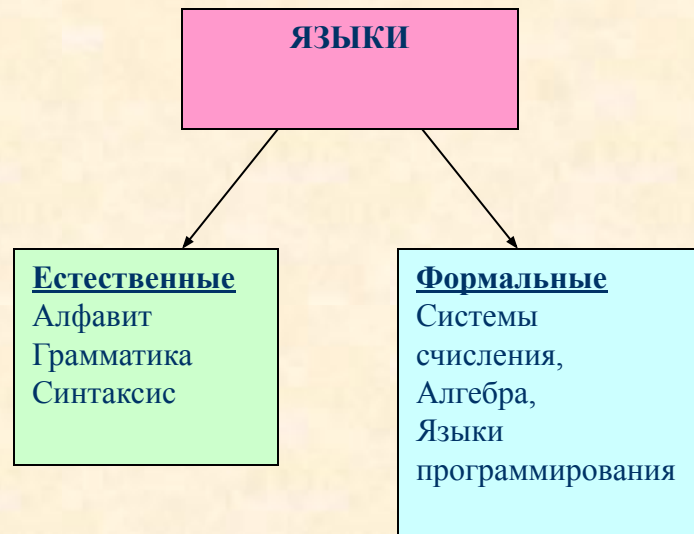 ЯЗЫКИ
Естественные
Алфавит
Грамматика
Синтаксис
Формальные
Системы
счисления,
Алгебра,
Языки
программирования